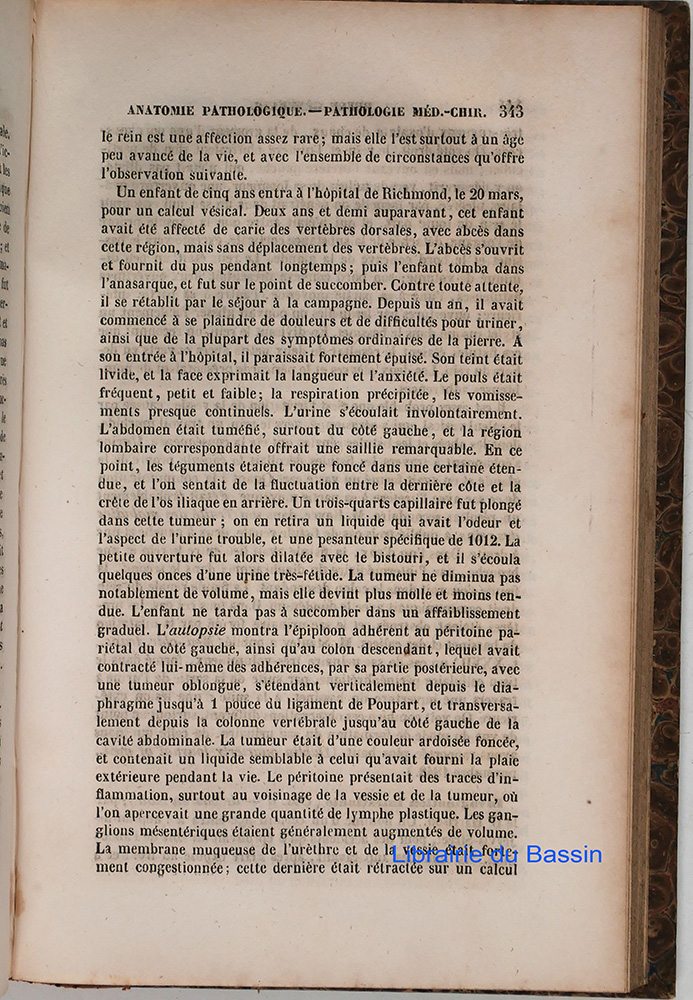 ANATOMIE PATHOLOGIQUE.—PATHOLOGIE MÉD.-CHIR. 343
le rein est une affection assez rare; mais elle l'est surtout à un âge
peu avancé de la vie, et avec l'ensemble de circonstances qu'offre
l'observation suivante.
Un enfant de cinq ans entra à l'hôpital de Richmond, le 20 mars,
pour un calcul vésical. Deux ans et demi auparavant, cet enfant
avait été affecté de carie des vertèbres dorsales, avec abcès dans
cette région, mais sans déplacement des vertèbres. L'abcès s'ouvrit
et fournit du pus pendant longtemps; puis l'enfant tomba dans
l'anasarque, et fut sur le point de succomber. Contre toute attente,
il se rétablit par le séjour à la campagne. Depuis un an, il avait
commencé à se plaindre de douleurs et de difficultés pour uriner,
ainsi que de la plupart des symptômes ordinaires de la pierre. A
son entrée à l'hôpital, il paraissait fortement épuisé. Son teint était
livide, et la face exprimait la langueur et l'anxiété. Le pouls était
fréquent, petit et faible; la respiration précipitée, les vomisse-
ments presque continuels. L'urine s'écoulait involontairement.
L'abdomen était tuméfié, surtout du côté gauche, et la région
lombaire correspondante offrait une saillie remarquable. En ce
point, les téguments étaient rouge foncé dans une certaine éten-
due, et l'on sentait de la fluctuation entre la dernière côte et la
crête de l'os iliaque en arrière. Un trois-quarts capillaire fut plongé
dans cette tumeur; on en retira un liquide qui avait l'odeur et
l'aspect de l'urine trouble, et une pesanteur spécifique de 1012. La
petite ouverture fut alors dilatée avec le bistouri, et il s'écoula
quelques onces d'une urine très-fétide. La tumeur ne diminua pas
notablement de volume, mais elle devint plus molle et moins ten-
due. L'enfant ne tarda pas à succomber dans un affaiblissement
graduel. L'autopsie montra l'épiploon adhérent au péritoine pa-
riétal du côté gauche, ainsi qu'au colon descendant, lequel avait
contracté lui-même des adhérences, par sa partie postérieure, avec
une tumeur oblongue, s'étendant verticalement depuis le dia-
phragme jusqu'à 1 pouce du ligament de Poupart, et transversa-
lement depuis la colonne vertébrale jusqu'au côté gauche de la
cavité abdominale. La tumeur était d'une couleur ardoisée foncée,
et contenait un liquide semblable à celui qu'avait fourni la plaie
extérieure pendant la vie. Le péritoine présentait des traces d'in-
flammation, surtout au voisinage de la vessie et de la tumeur, où
l'on apercevait une grande quantité de lymphe plastique. Les gan-
glions mésentériques étaient généralement augmentés de volume.
La membrane muqueuse de l'urèthre et de la vessie était forte-
Librairie du Bassin
ment congestionnée; cette dernière était rétractée sur un calcul